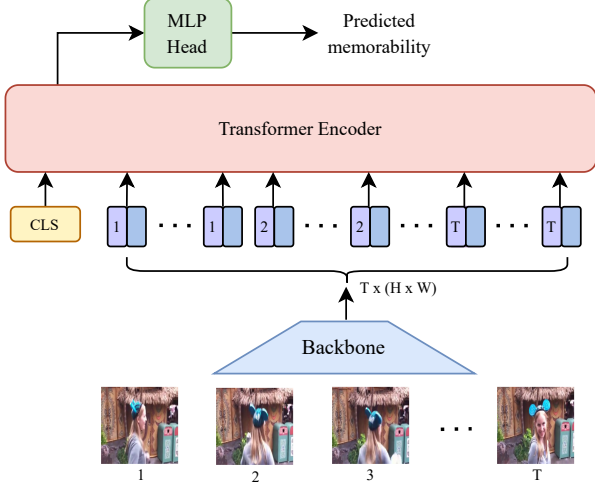 MLP
Head
Predicted
memorability
Transformer Encoder
CLS
1 · · · 1 2 · · · 2 · · · T · · · T
T x (H x W)
Backbone
· · ·
1 2 3 T